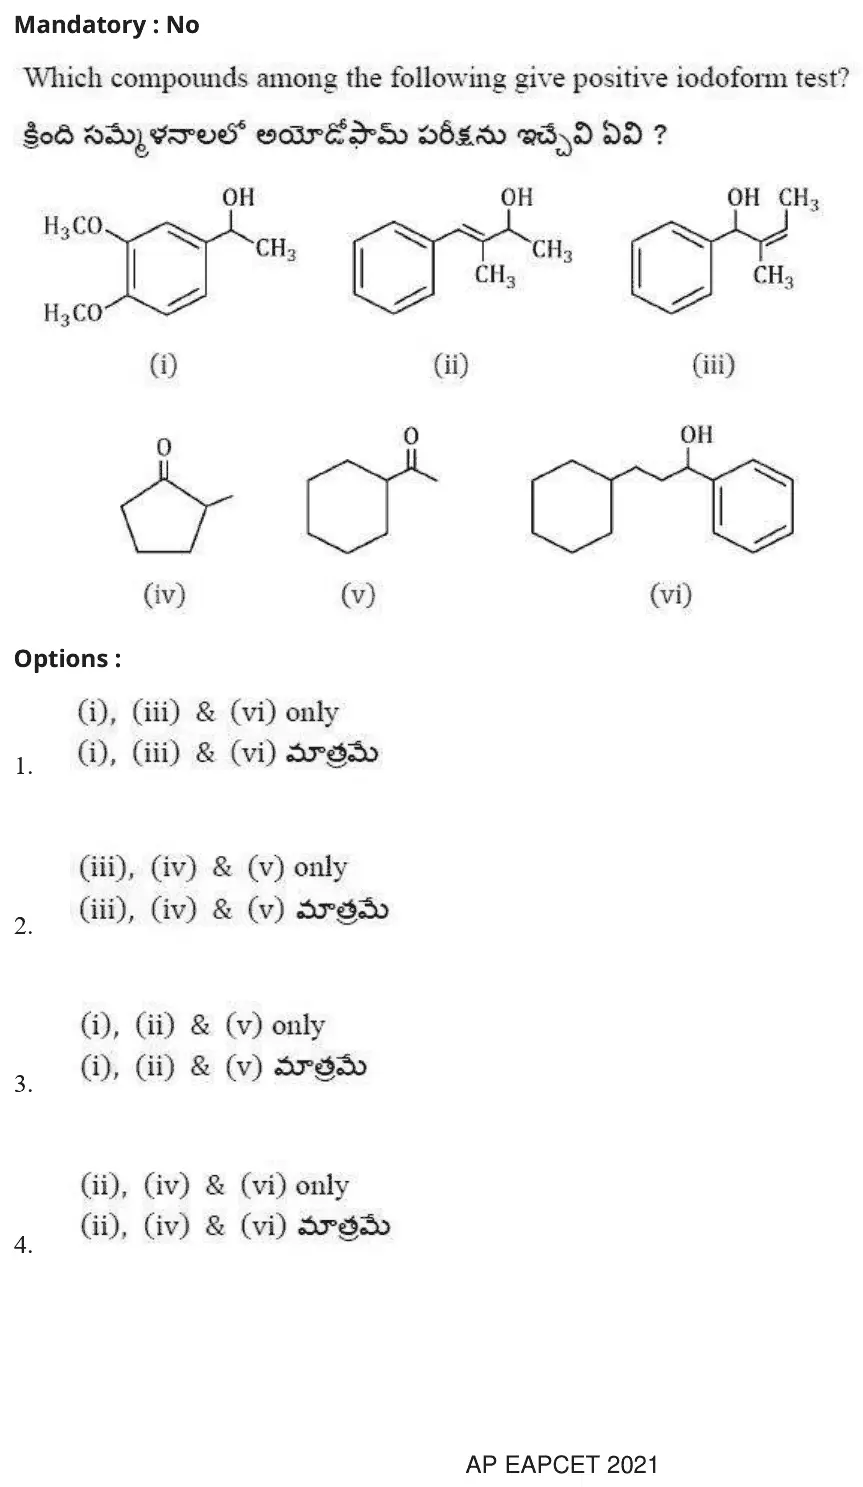 Mandatory : No
Which compounds among the following give positive iodoform test?
క్రింది సమ్మేళనాలలో అయోడోఫామ్ పరీక్షను ఇచ్చేవి ఏవి ?
OH
H₃CO
CH₃
H₃CO
(i)
OH
CH₃
CH₃
(ii)
OH CH₃
CH₃
(iii)
O
(iv)
O
(v)
OH
(vi)
Options :
(i), (iii) & (vi) only
(i), (iii) & (vi) మాత్రమే
1.
(iii), (iv) & (v) only
(iii), (iv) & (v) మాత్రమే
2.
(i), (ii) & (v) only
(i), (ii) & (v) మాత్రమే
3.
(ii), (iv) & (vi) only
(ii), (iv) & (vi) మాత్రమే
4.
AP EAPCET 2021